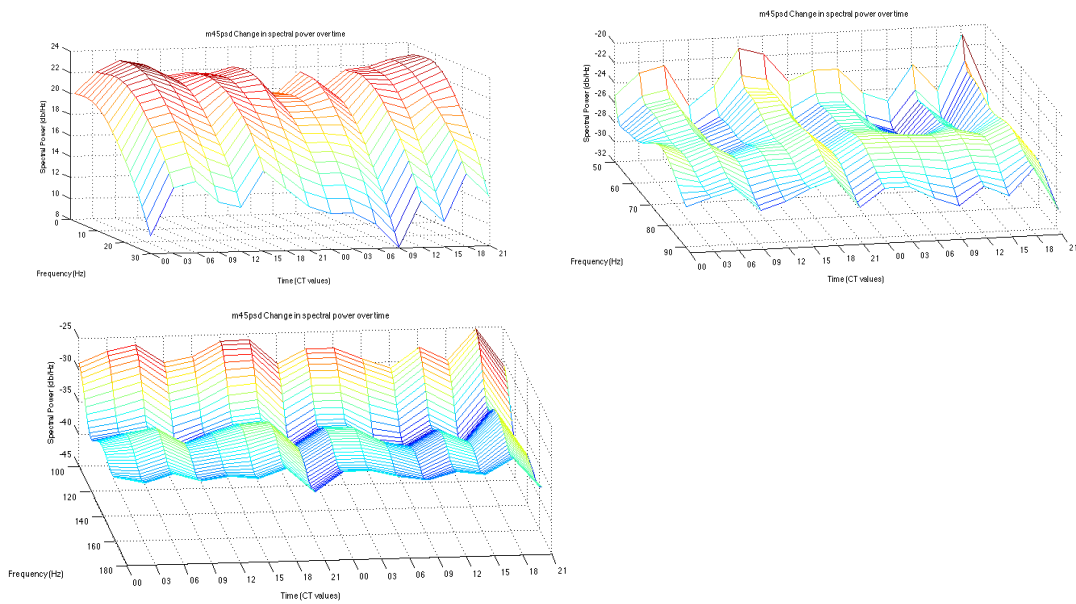 m45psd Change in spectral power over time
24
22
20
18
16
14
12
10
8
Spectral Power (db/Hz)
0
10
20
30
Frequency(Hz)
00 03 06 09 12 15 18 21 00 03 06 09 12 15 18 21
Time (CT values)
m45psd Change in spectral power over time
-20
-22
-24
-26
-28
-30
-32
Spectral Power (db/Hz)
50
60
70
80
90
Frequency(Hz)
00 03 06 09 12 15 18 21 00 03 06 09 12 15 18 21
Time (CT values)
m45psd Change in spectral power over time
-25
-30
-35
-40
-45
Spectral Power (db/Hz)
100
120
140
160
180
Frequency(Hz)
00 03 06 09 12 15 18 21 00 03 06 09 12 15 18 21
Time (CT values)